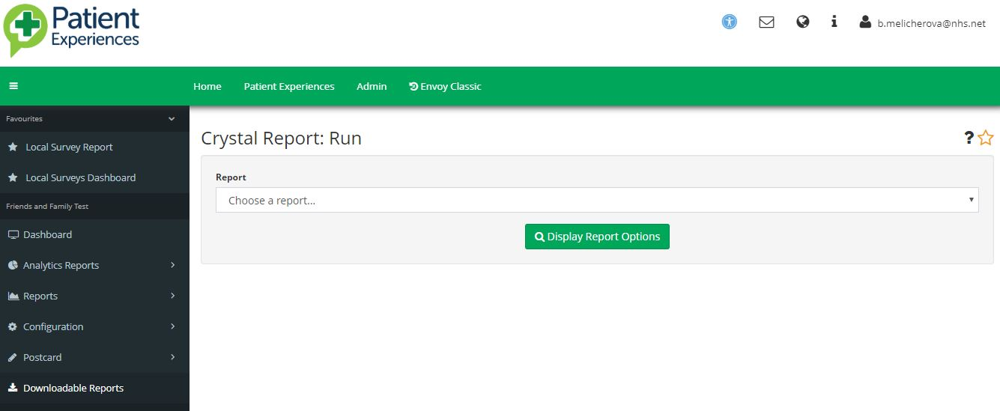 Patient
Experiences
b.melicherova@nhs.net
Home Patient Experiences Admin Envoy Classic
Favourites
Local Survey Report
Local Surveys Dashboard
Friends and Family Test
Dashboard
Analytics Reports
Reports
Configuration
Postcard
Downloadable Reports
Crystal Report: Run
Report
Choose a report...
Display Report Options